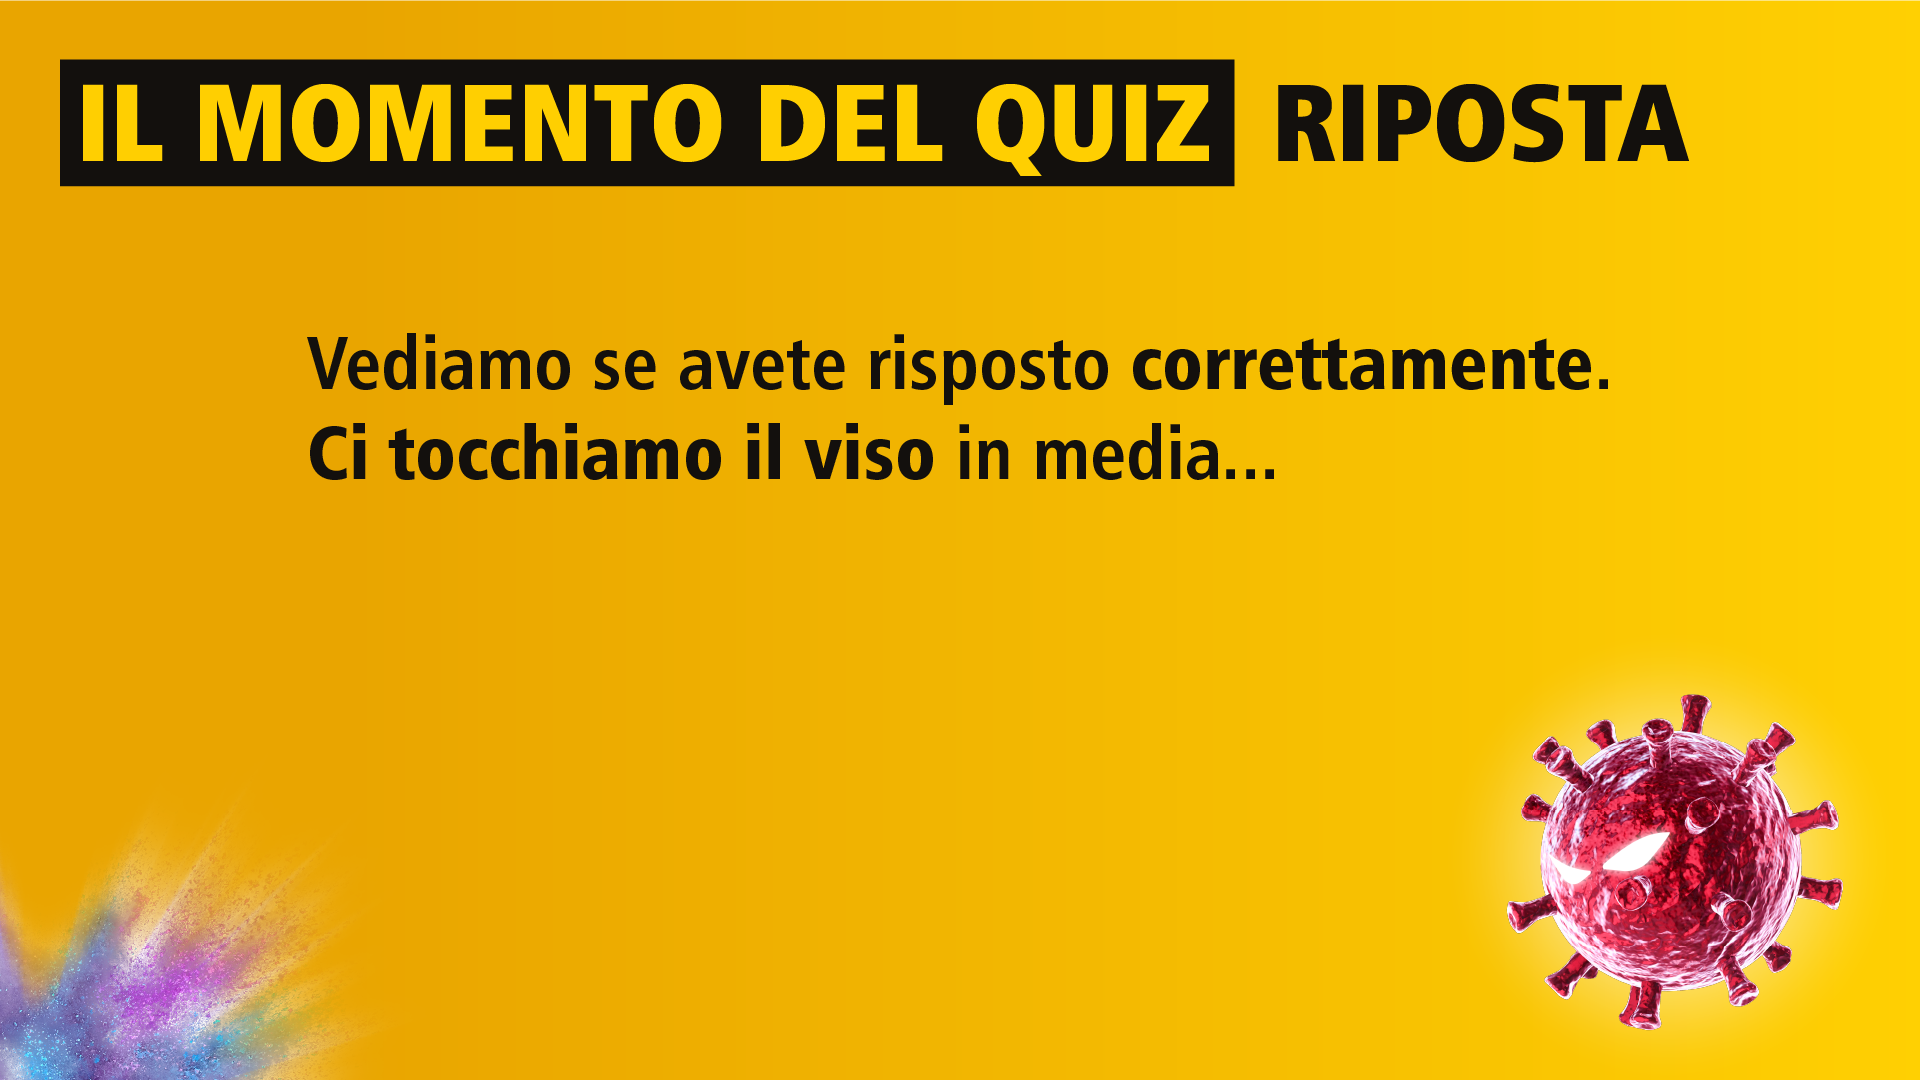 IL MOMENTO DEL QUIZ RIPOSTA
Vediamo se avete risposto correttamente.
Ci tocchiamo il viso in media...